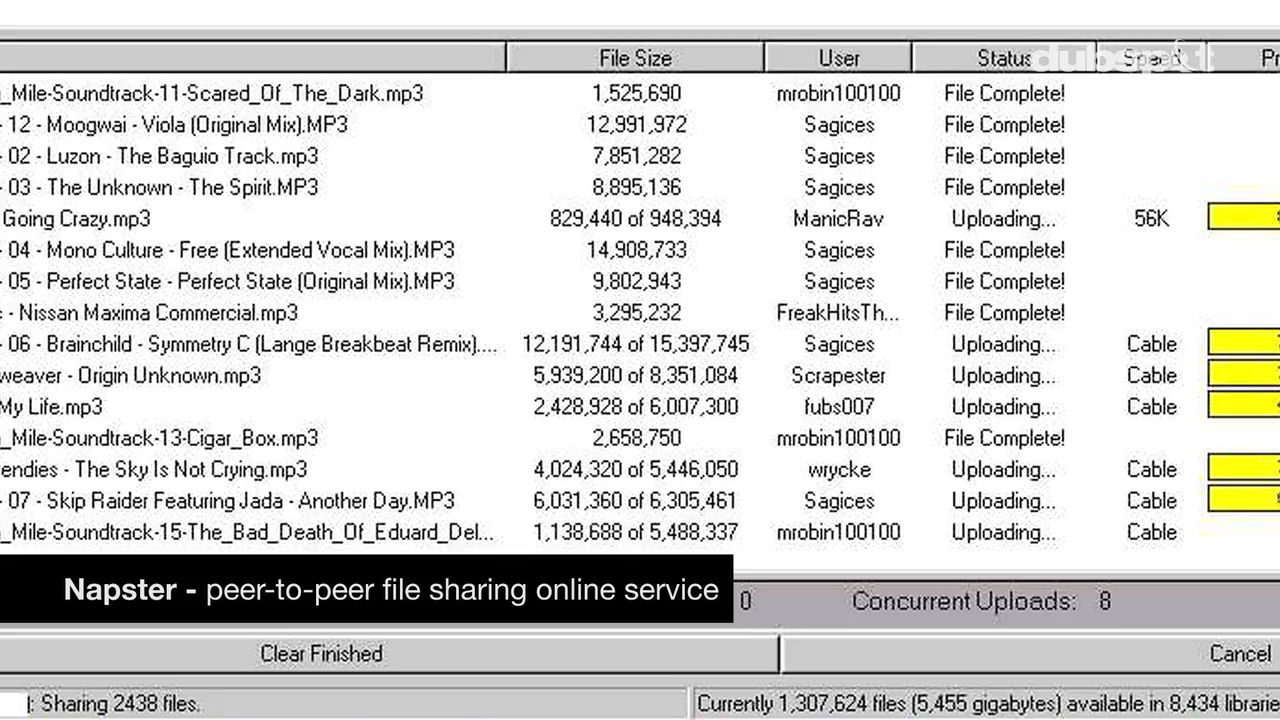 File Size User Status Speed Pr
dubspot
_Mile-Soundtrack-11-Scared_Of_The_Dark.mp3 1,525,690 mrobin100100 File Complete!
- 12 - Moogwai - Viola (Original Mix).MP3 12,991,972 Sagices File Complete!
- 02 - Luzon - The Baguio Track.mp3 7,851,282 Sagices File Complete!
- 03 - The Unknown - The Spirit.MP3 8,895,136 Sagices File Complete!
Going Crazy.mp3 829,440 of 948,394 ManicRav Uploading... 56K
- 04 - Mono Culture - Free (Extended Vocal Mix).MP3 14,908,733 Sagices File Complete!
- 05 - Perfect State - Perfect State (Original Mix).MP3 9,802,943 Sagices File Complete!
- Nissan Maxima Commercial.mp3 3,295,232 FreakHitsTh... File Complete!
- 06 - Brainchild - Symmetry C (Lange Breakbeat Remix).... 12,191,744 of 15,397,745 Sagices Uploading... Cable
weaver - Origin Unknown.mp3 5,939,200 of 8,351,084 Scrapester Uploading... Cable
My Life.mp3 2,428,928 of 6,007,300 fubs007 Uploading... Cable
_Mile-Soundtrack-13-Cigar_Box.mp3 2,658,750 mrobin100100 File Complete!
endies - The Sky Is Not Crying.mp3 4,024,320 of 5,446,050 wrycke Uploading... Cable
- 07 - Skip Raider Featuring Jada - Another Day.MP3 6,031,360 of 6,305,461 Sagices Uploading... Cable
_Mile-Soundtrack-15-The_Bad_Death_Of_Eduard_Del... 1,138,688 of 5,488,337 mrobin100100 Uploading... Cable
Napster - peer-to-peer file sharing online service
0 Concurrent Uploads: 8
Clear Finished Cancel
: Sharing 2438 files. Currently 1,307,624 files (5,455 gigabytes) available in 8,434 librarie